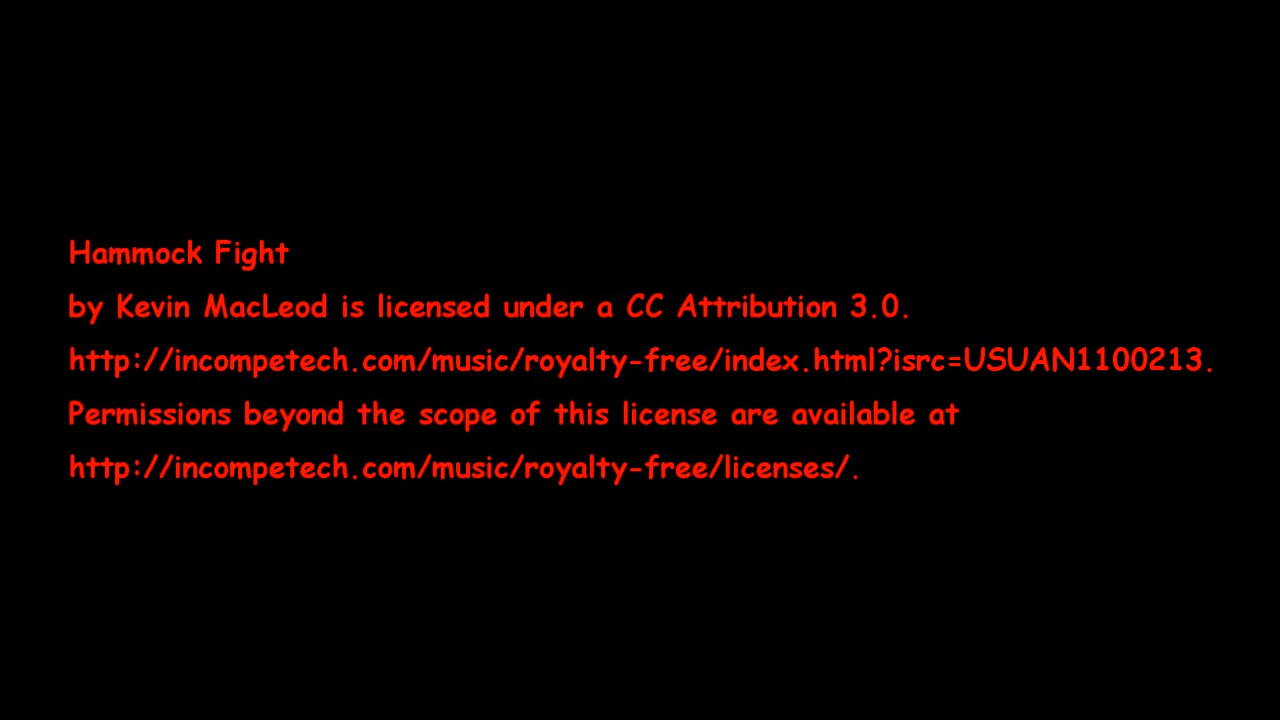 Hammock Fight
by Kevin MacLeod is licensed under a CC Attribution 3.0.
http://incompetech.com/music/royalty-free/index.html?isrc=USUAN1100213.
Permissions beyond the scope of this license are available at
http://incompetech.com/music/royalty-free/licenses/.